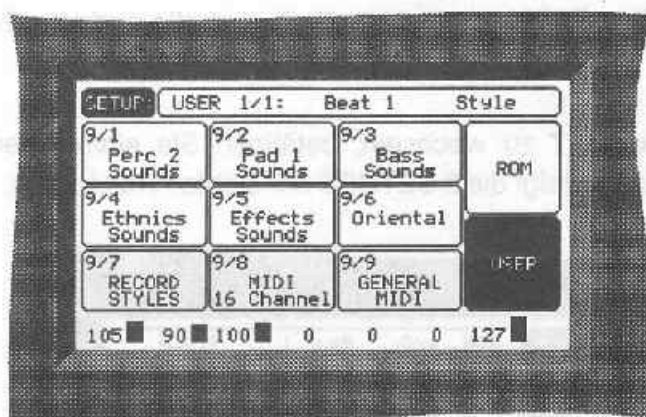 SETUP USER 1/1: Beat 1 Style
9/1 Perc 2 Sounds
9/2 Pad 1 Sounds
9/3 Bass Sounds
ROM
9/4 Ethnics Sounds
9/5 Effects Sounds
9/6 Oriental
USER
9/7 RECORD STYLES
9/8 MIDI 16 Channel
9/9 GENERAL MIDI
105 90 100 0 0 0 127